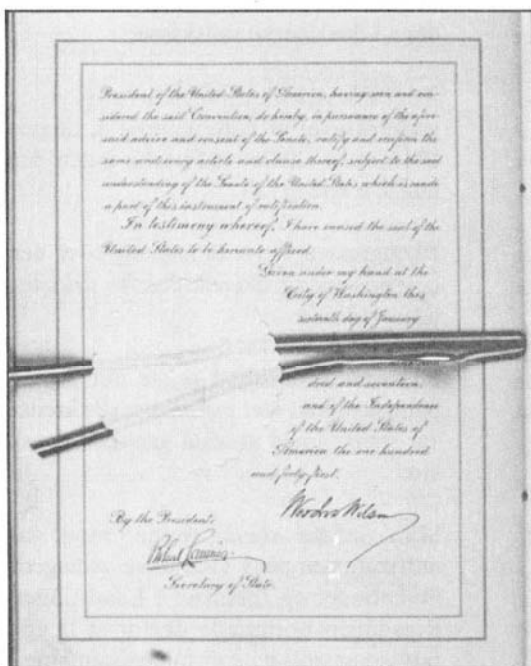 President of the United States of America, having seen and con-
sidered the said Convention, do hereby, in pursuance of the afore-
said advice and consent of the Senate, ratify and confirm the
same and every article and clause thereof, subject to the said
understanding of the Senate of the United States which is made
a part of this instrument of ratification.
In testimony whereof, I have caused the seal of the
United States to be hereunto affixed.
Given under my hand at the
City of Washington this
sixteenth day of January
dred and seventeen,
and of the Independence
of the United States of
America the one hundred
and forty-first.
Woodrow Wilson
By the President:
Robert Lansing
Secretary of State.